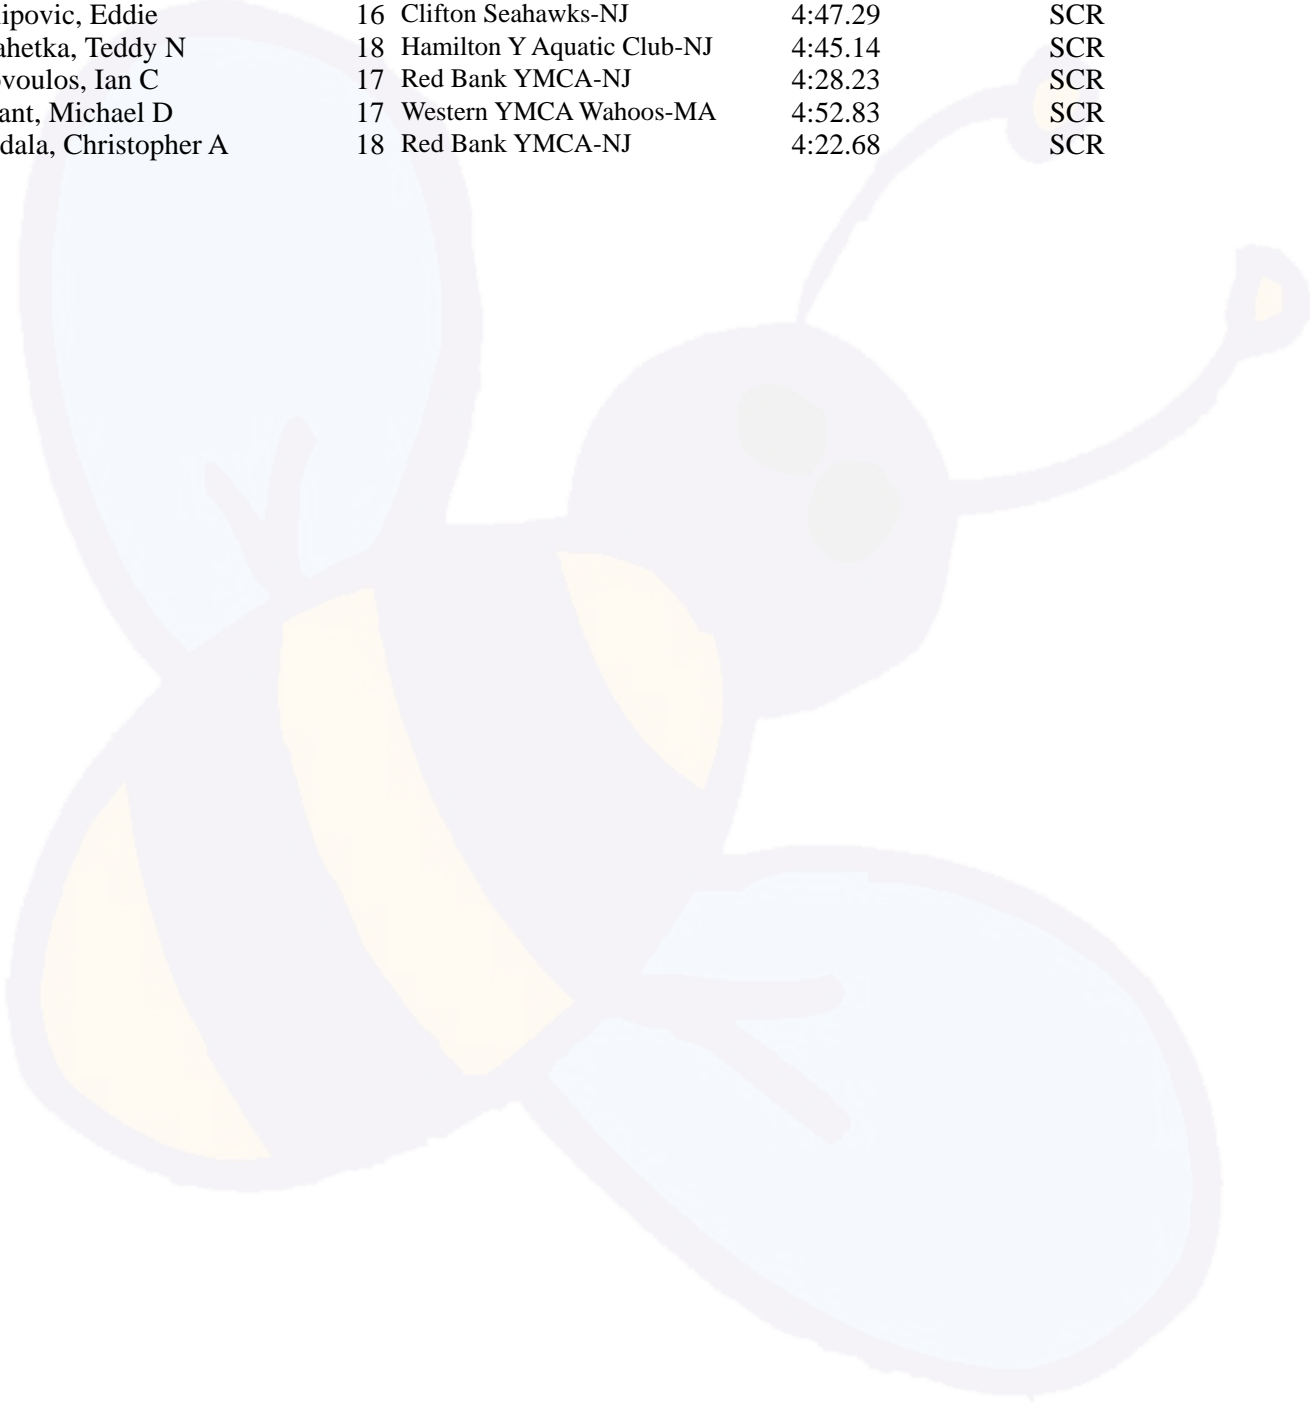 ipovic, Eddie 16 Clifton Seahawks-NJ 4:47.29 SCR
ahetka, Teddy N 18 Hamilton Y Aquatic Club-NJ 4:45.14 SCR
ovoulos, Ian C 17 Red Bank YMCA-NJ 4:28.23 SCR
ant, Michael D 17 Western YMCA Wahoos-MA 4:52.83 SCR
dala, Christopher A 18 Red Bank YMCA-NJ 4:22.68 SCR